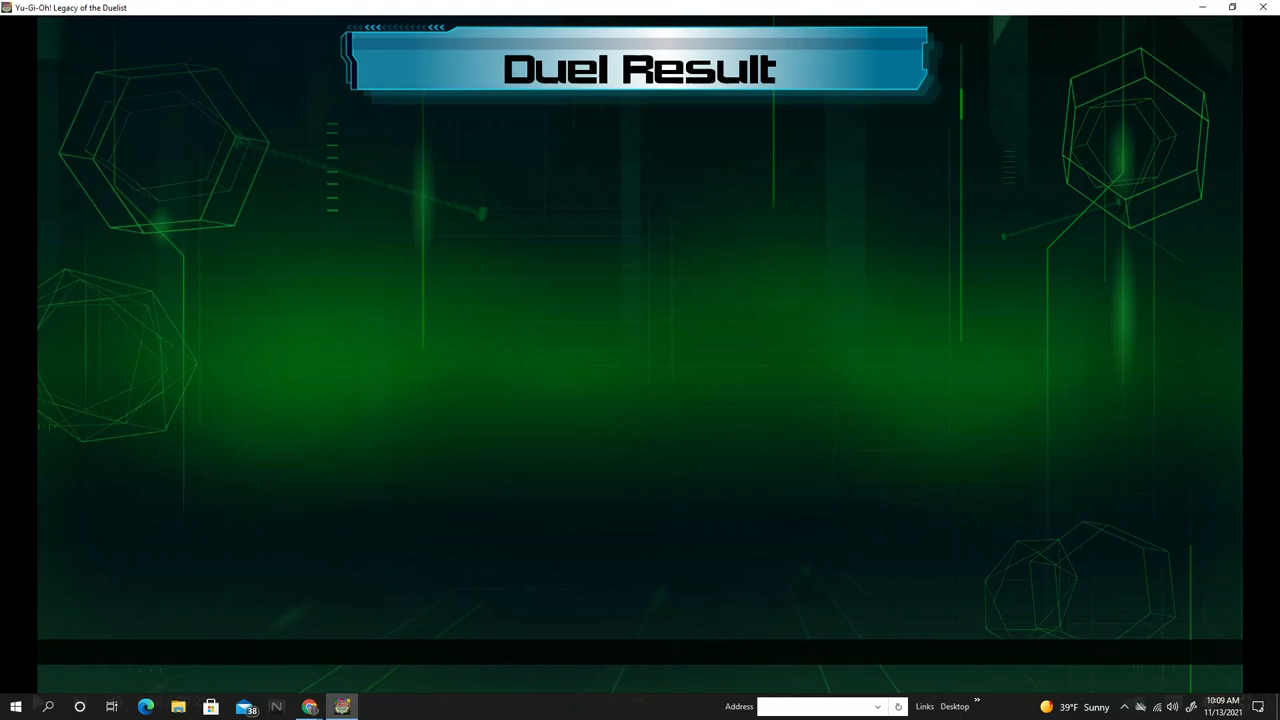 Yu-Gi-Oh! Legacy of the Duelist
Duel Result
38
Address
Links
Desktop
39°F Sunny
10:09 AM
11/13/2021